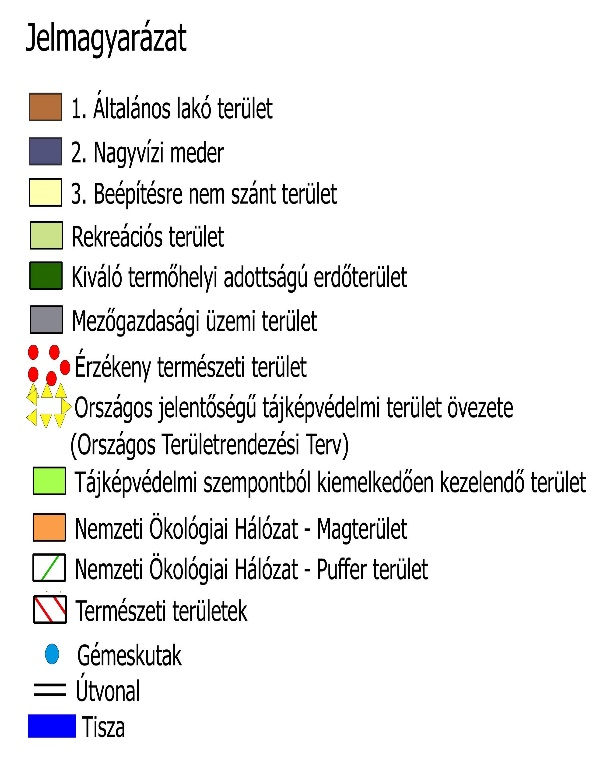 Jelmagyarázat
1. Általános lakó terület
2. Nagyvízi meder
3. Beépítésre nem szánt terület
Rekreációs terület
Kiváló termőhelyi adottságú erdőterület
Mezőgazdasági üzemi terület
Érzékeny természeti terület
Országos jelentőségű tájképvédelmi terület övezete
(Országos Területrendezési Terv)
Tájképvédelmi szempontból kiemelkedően kezelendő terület
Nemzeti Ökológiai Hálózat - Magterület
Nemzeti Ökológiai Hálózat - Puffer terület
Természeti területek
Gémeskutak
Útvonal
Tisza